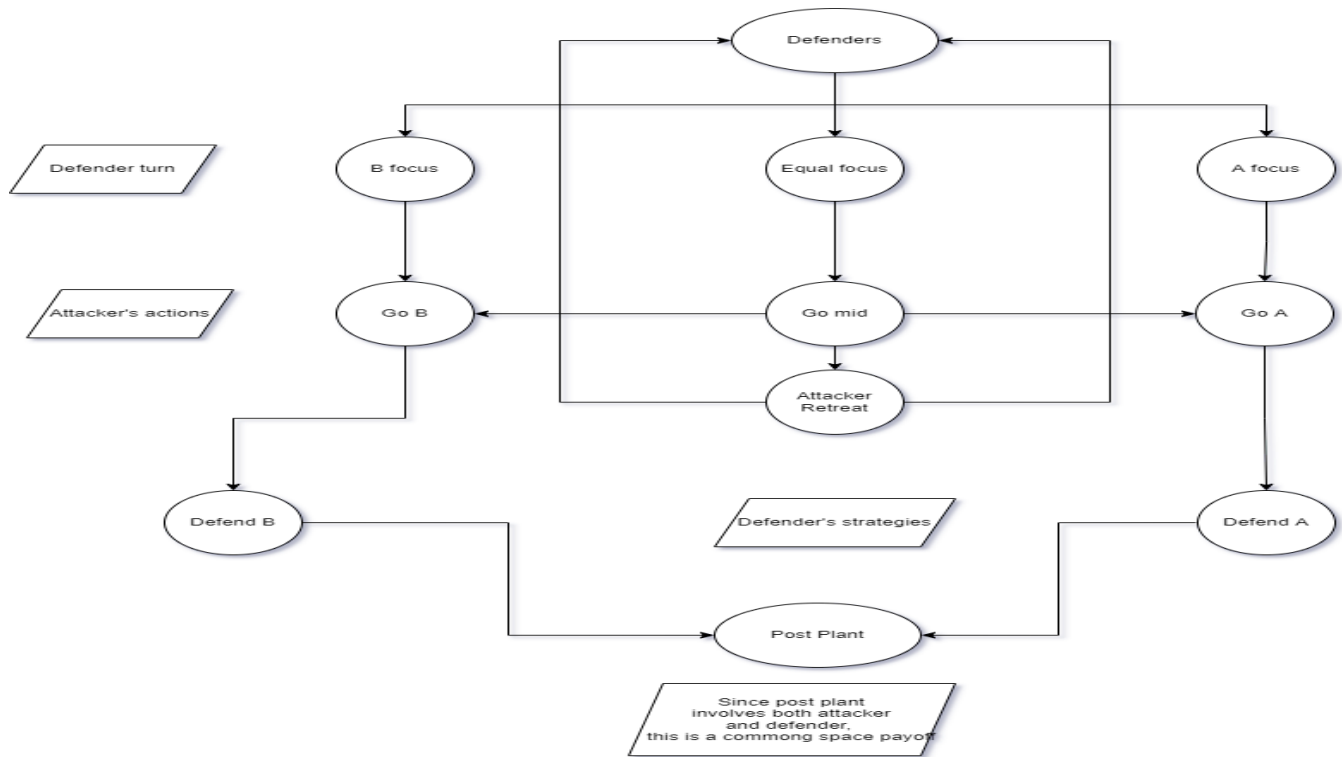 Defenders
Defender turn
B focus
Equal focus
A focus
Attacker's actions
Go B
Go mid
Go A
Attacker
Retreat
Defend B
Defender's strategies
Defend A
Post Plant
Since post plant
involves both attacker
and defender,
this is a commong space payoff